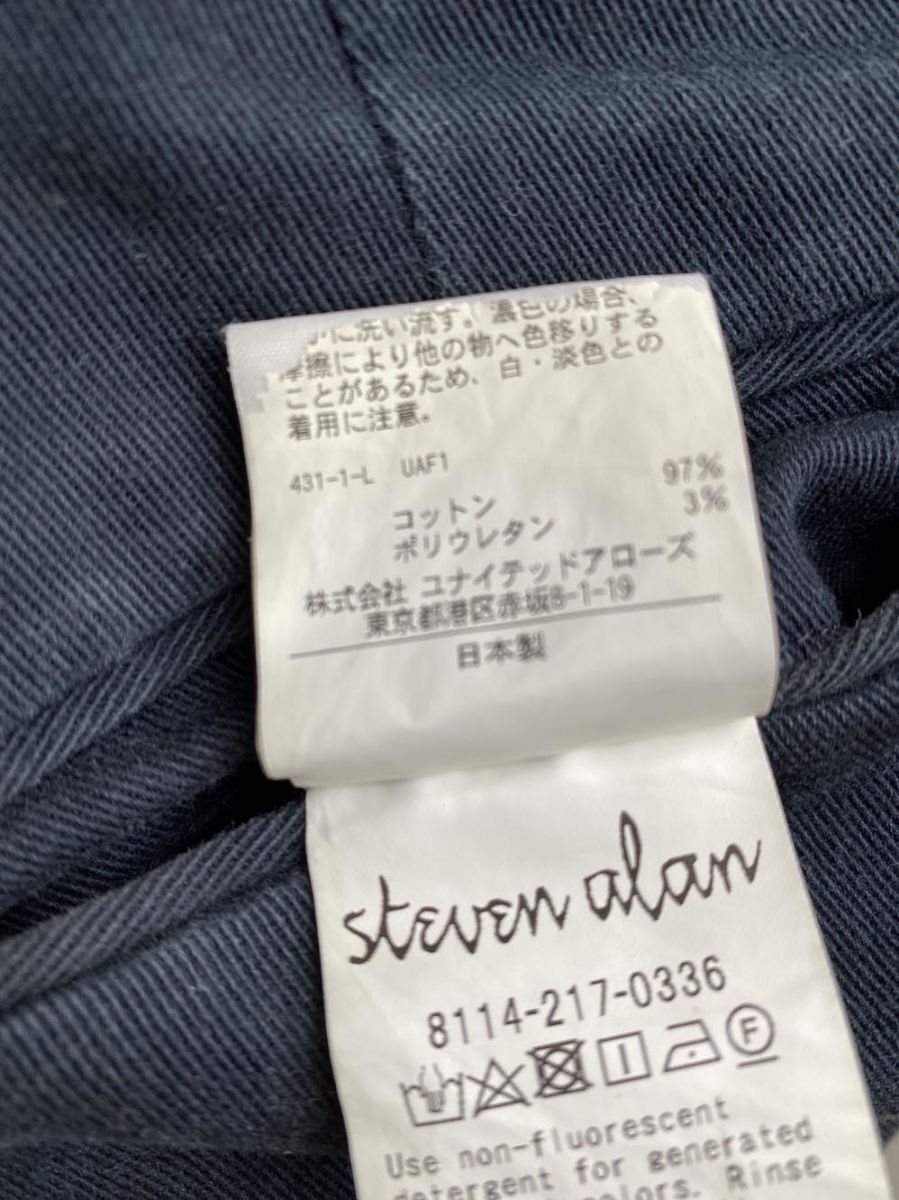 に洗い流す。濃色の場合、
摩擦により他の物へ色移りする
ことがあるため、白・淡色との
着用に注意。
431-1-L UAF1
コットン 97%
ポリウレタン 3%
株式会社 ユナイテッドアローズ
東京都港区赤坂8-1-19
日本製
steven alan
8114-217-0336
F
Use non-fluorescent
detergent for generated
colors. Rinse